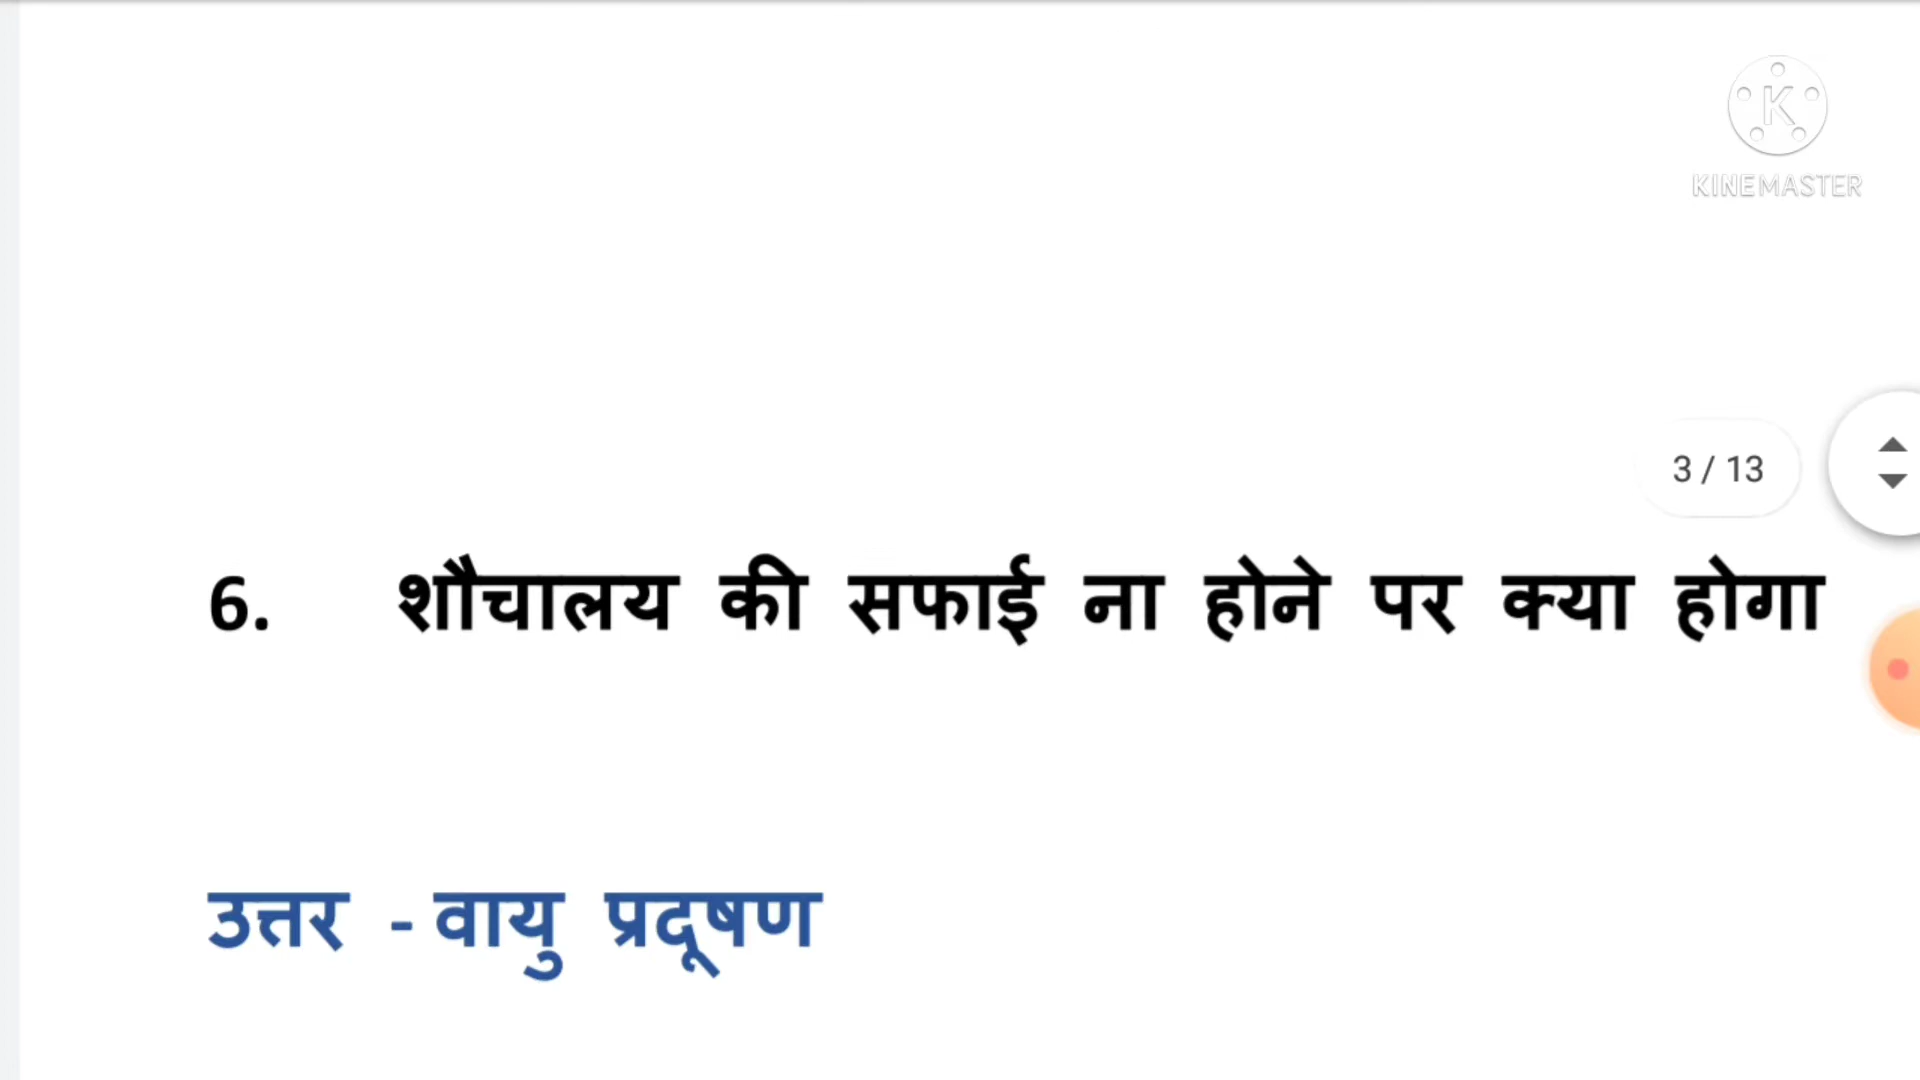 K
KINEMASTER
3 / 13
6. शौचालय की सफाई ना होने पर क्या होगा
उत्तर - वायु प्रदूषण